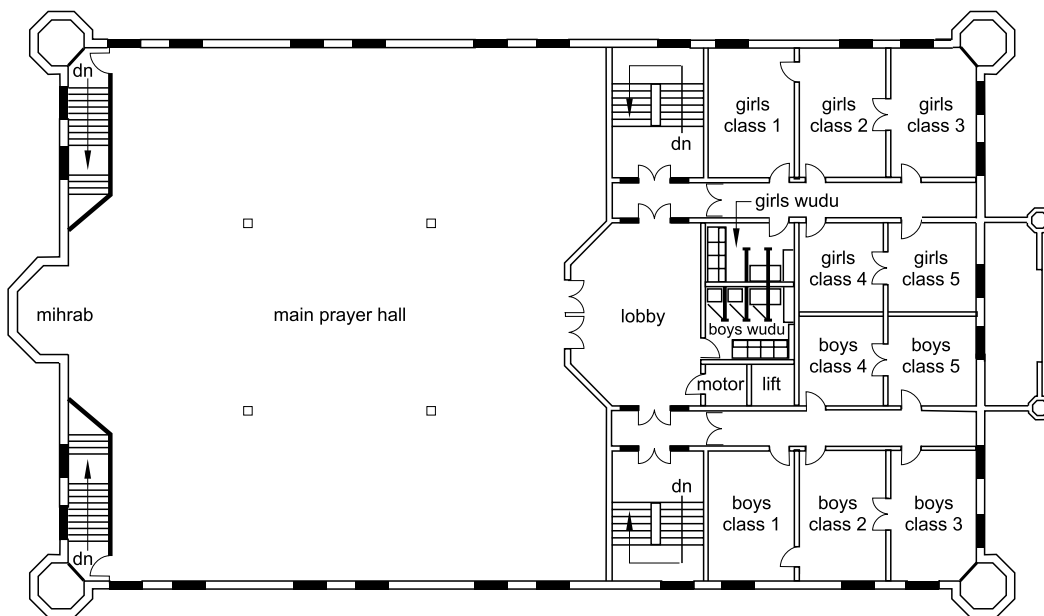 dn
dn
girls
class 1
girls
class 2
girls
class 3
girls wudu
girls
class 4
girls
class 5
mihrab
main prayer hall
lobby
boys wudu
boys
class 4
boys
class 5
motor
lift
dn
boys
class 1
boys
class 2
boys
class 3
dn